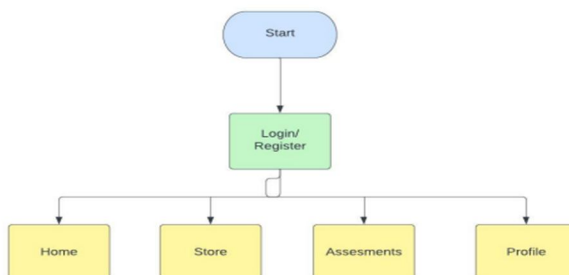 Start
Login/
Register
Home
Store
Assesments
Profile